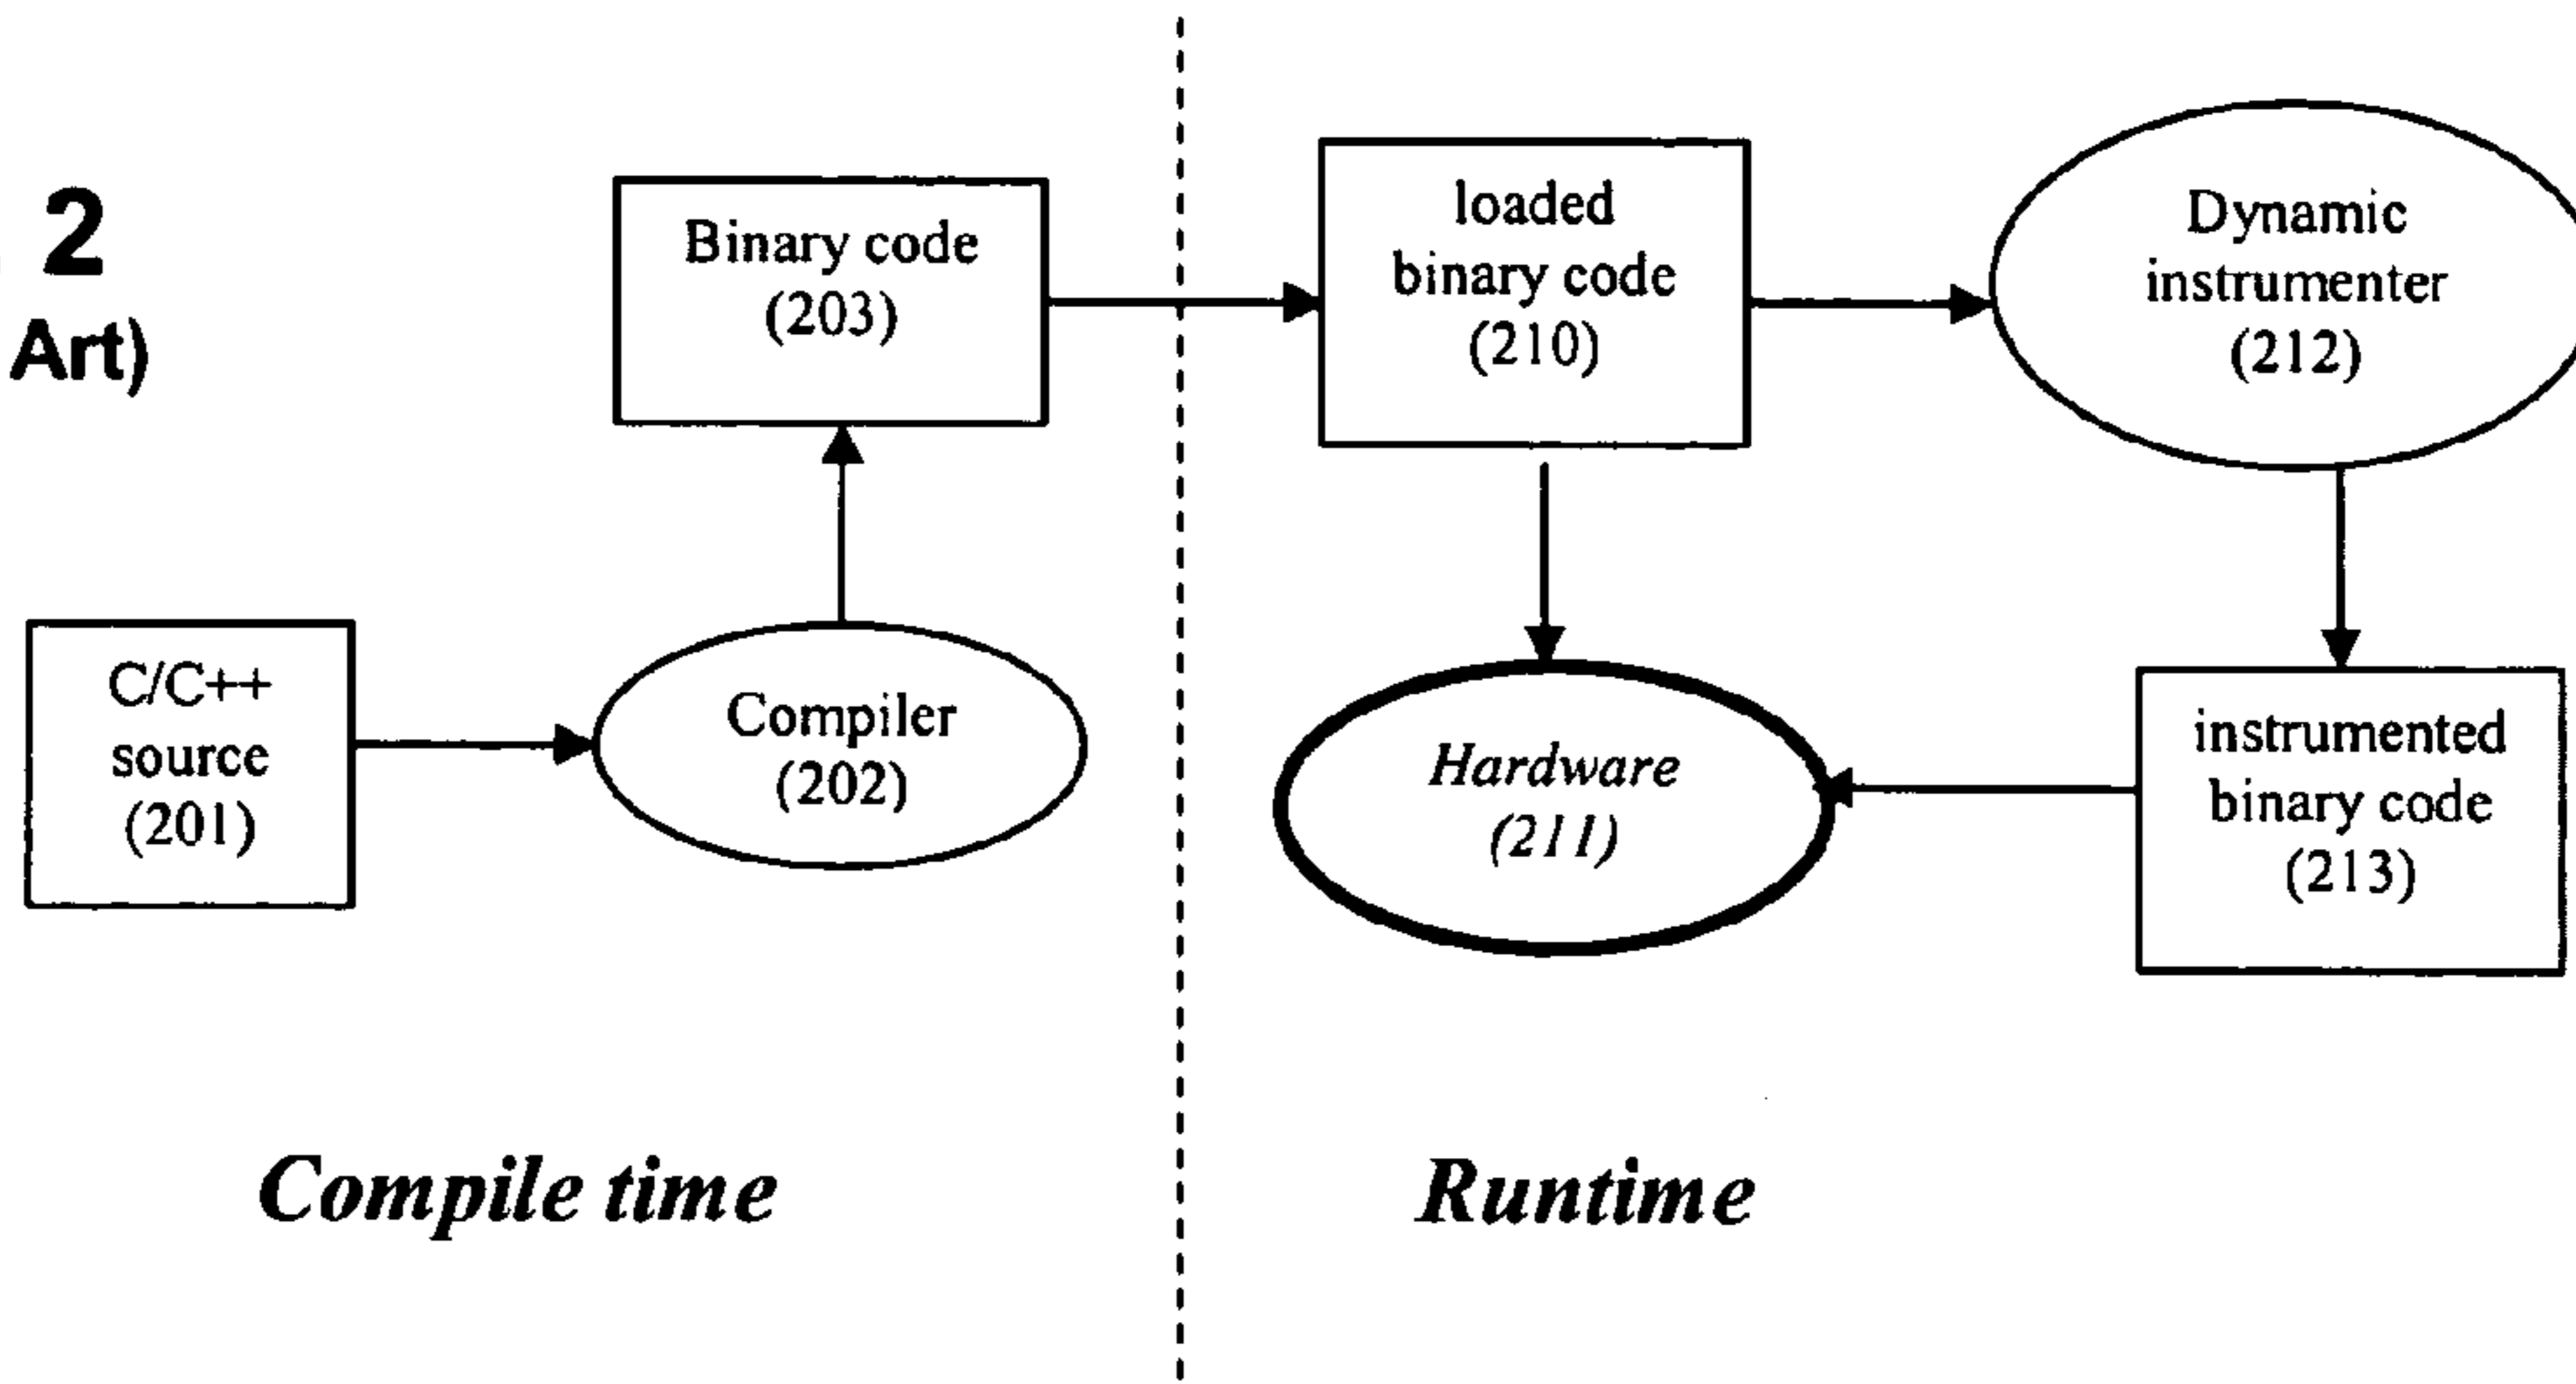 2
Art)
Binary code
(203)
loaded
binary code
(210)
Dynamic
instrumenter
(212)
C/C++
source
(201)
Compiler
(202)
Hardware
(211)
instrumented
binary code
(213)
Compile time
Runtime